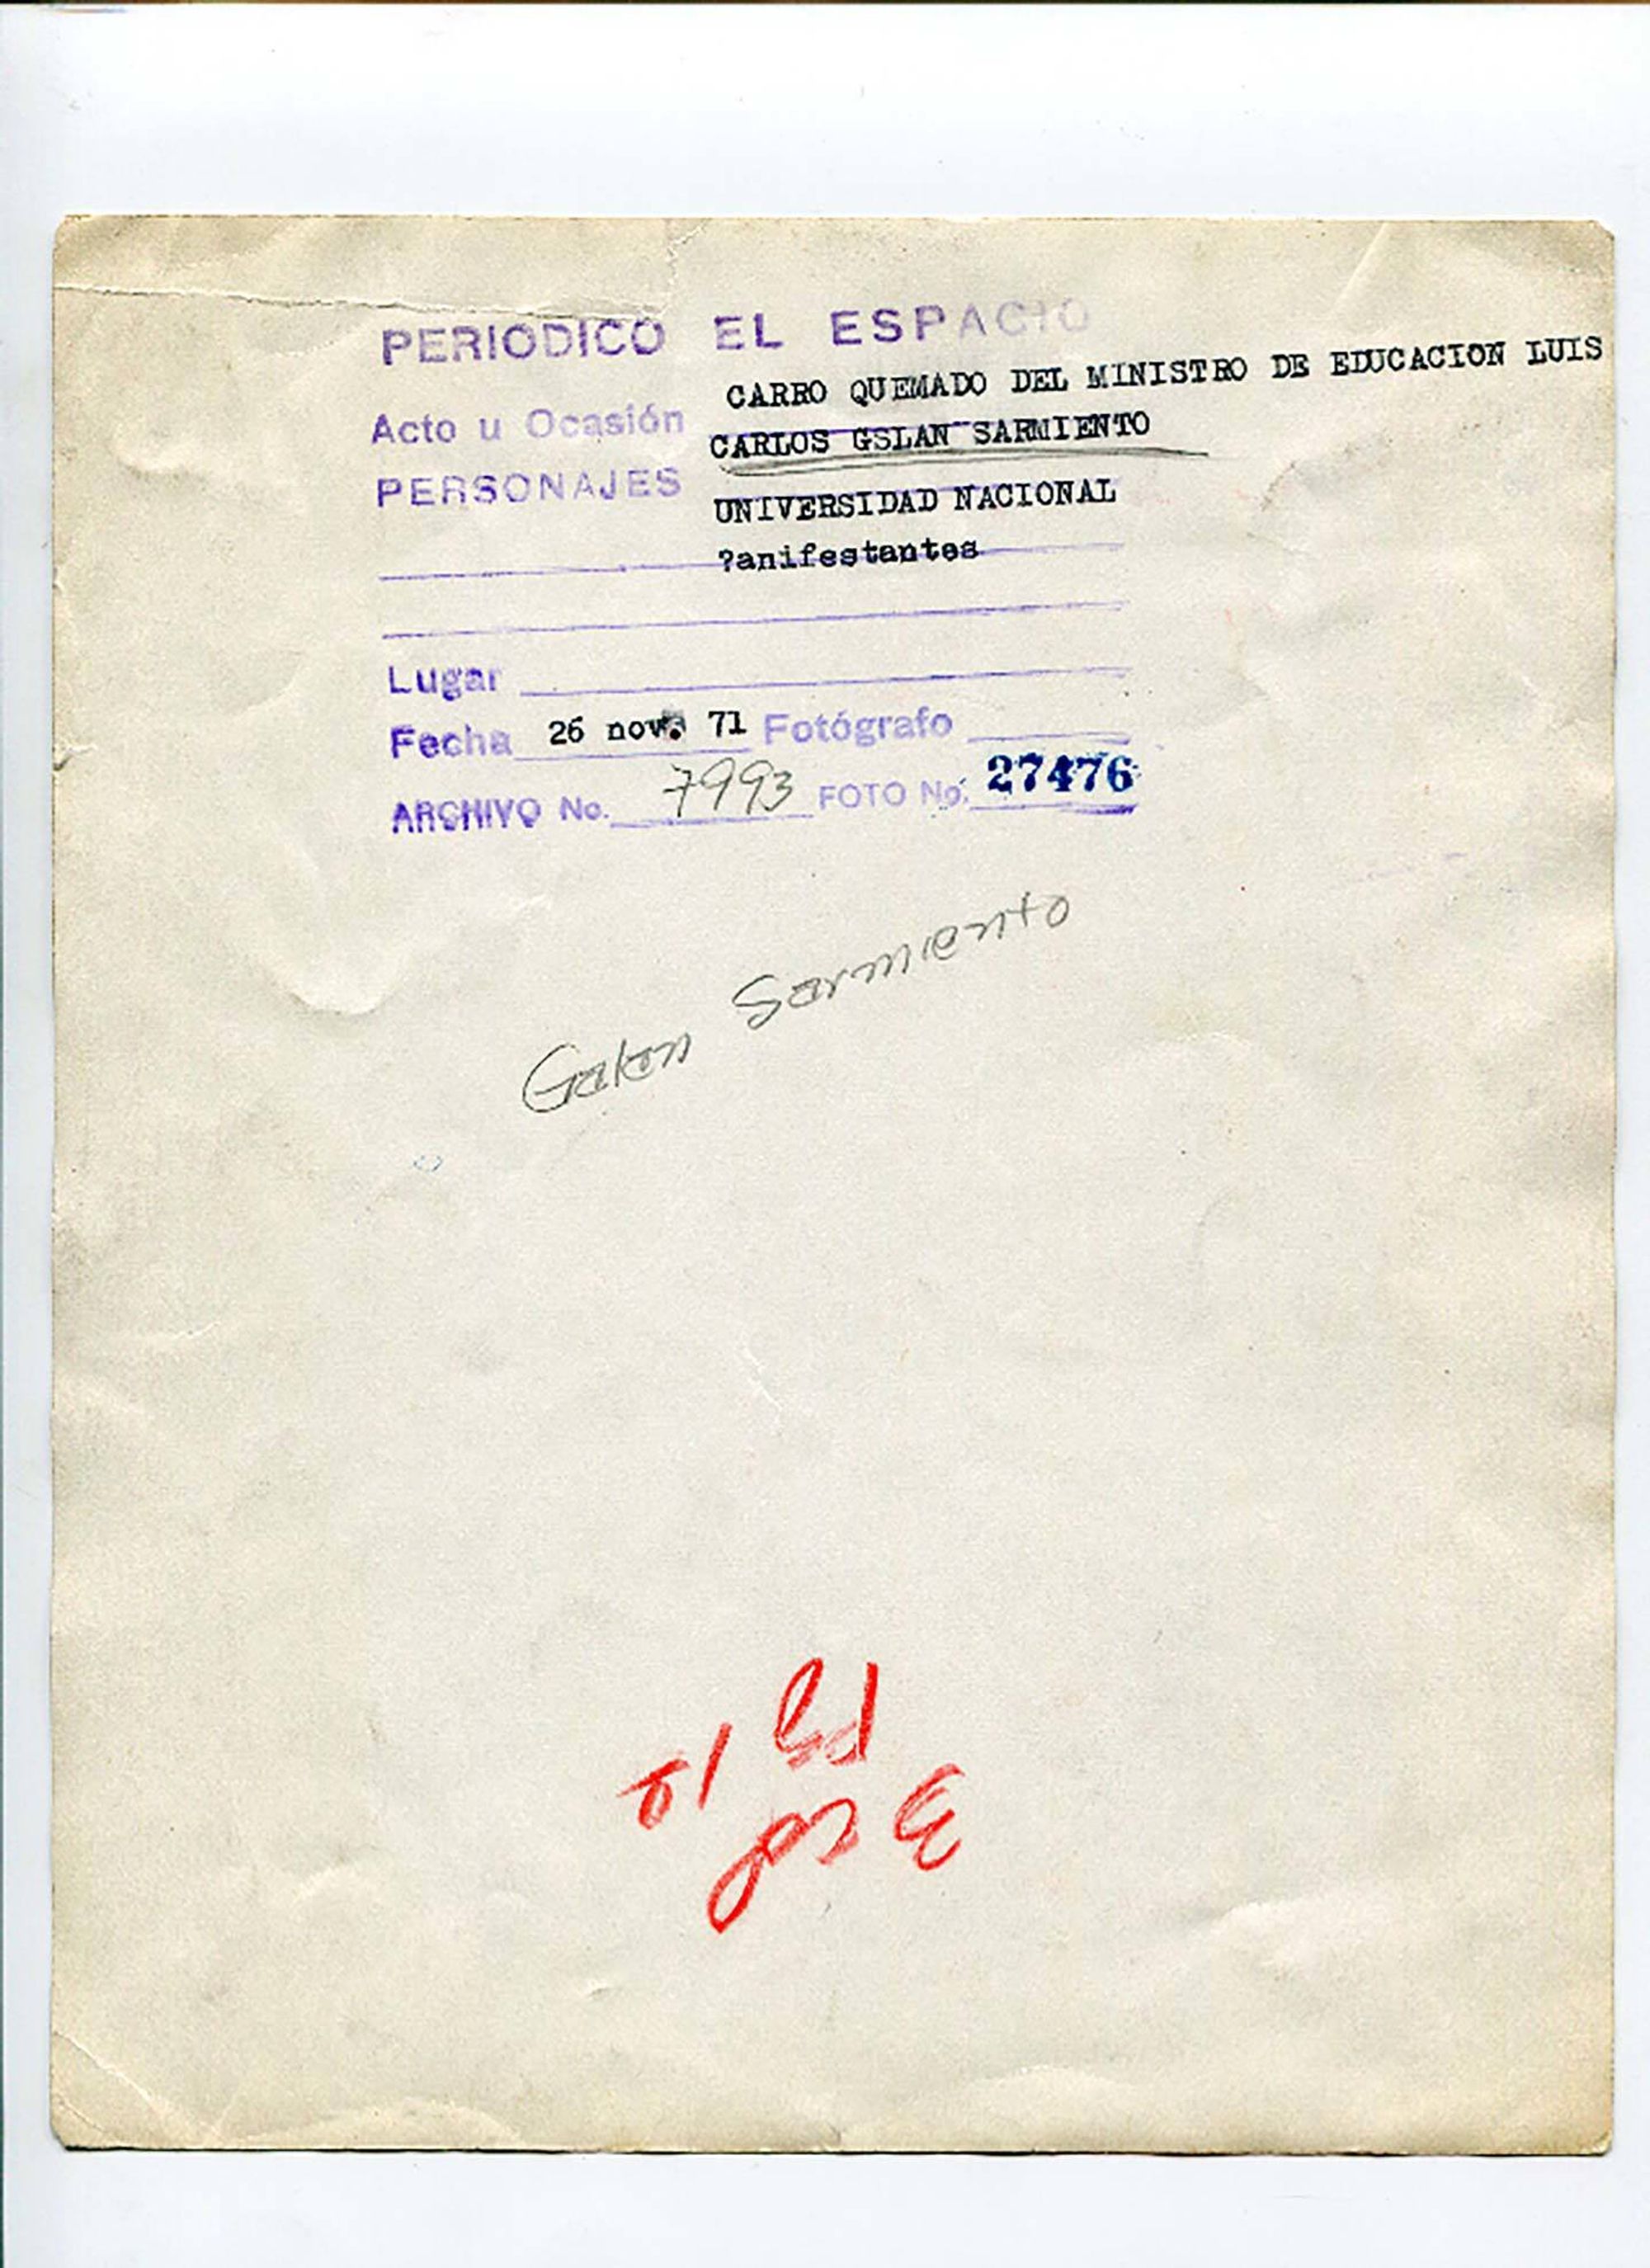 PERIODICO EL ESPACIO
CARRO QUEMADO DEL MINISTRO DE EDUCACION LUIS
Acto u Ocasión CARLOS GSLAN SARMIENTO
PERSONAJES UNIVERSIDAD NACIONAL
?anifestantes
Lugar
Fecha 26 nov. 71 Fotógrafo
ARCHIVO No. 7993 FOTO No. 27476
Galan Sarmiento